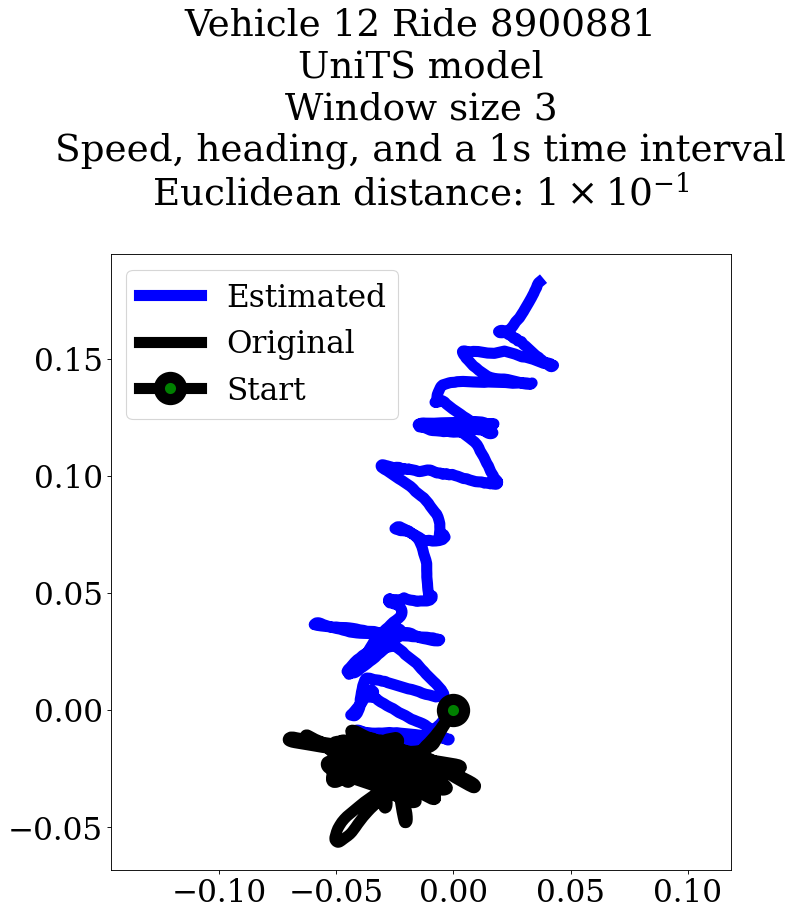 Vehicle 12 Ride 8900881
UniTS model
Window size 3
Speed, heading, and a 1s time interval
Euclidean distance: 1 × 10⁻¹
Estimated
Original
Start
0.15
0.10
0.05
0.00
−0.05
−0.10 −0.05 0.00 0.05 0.10